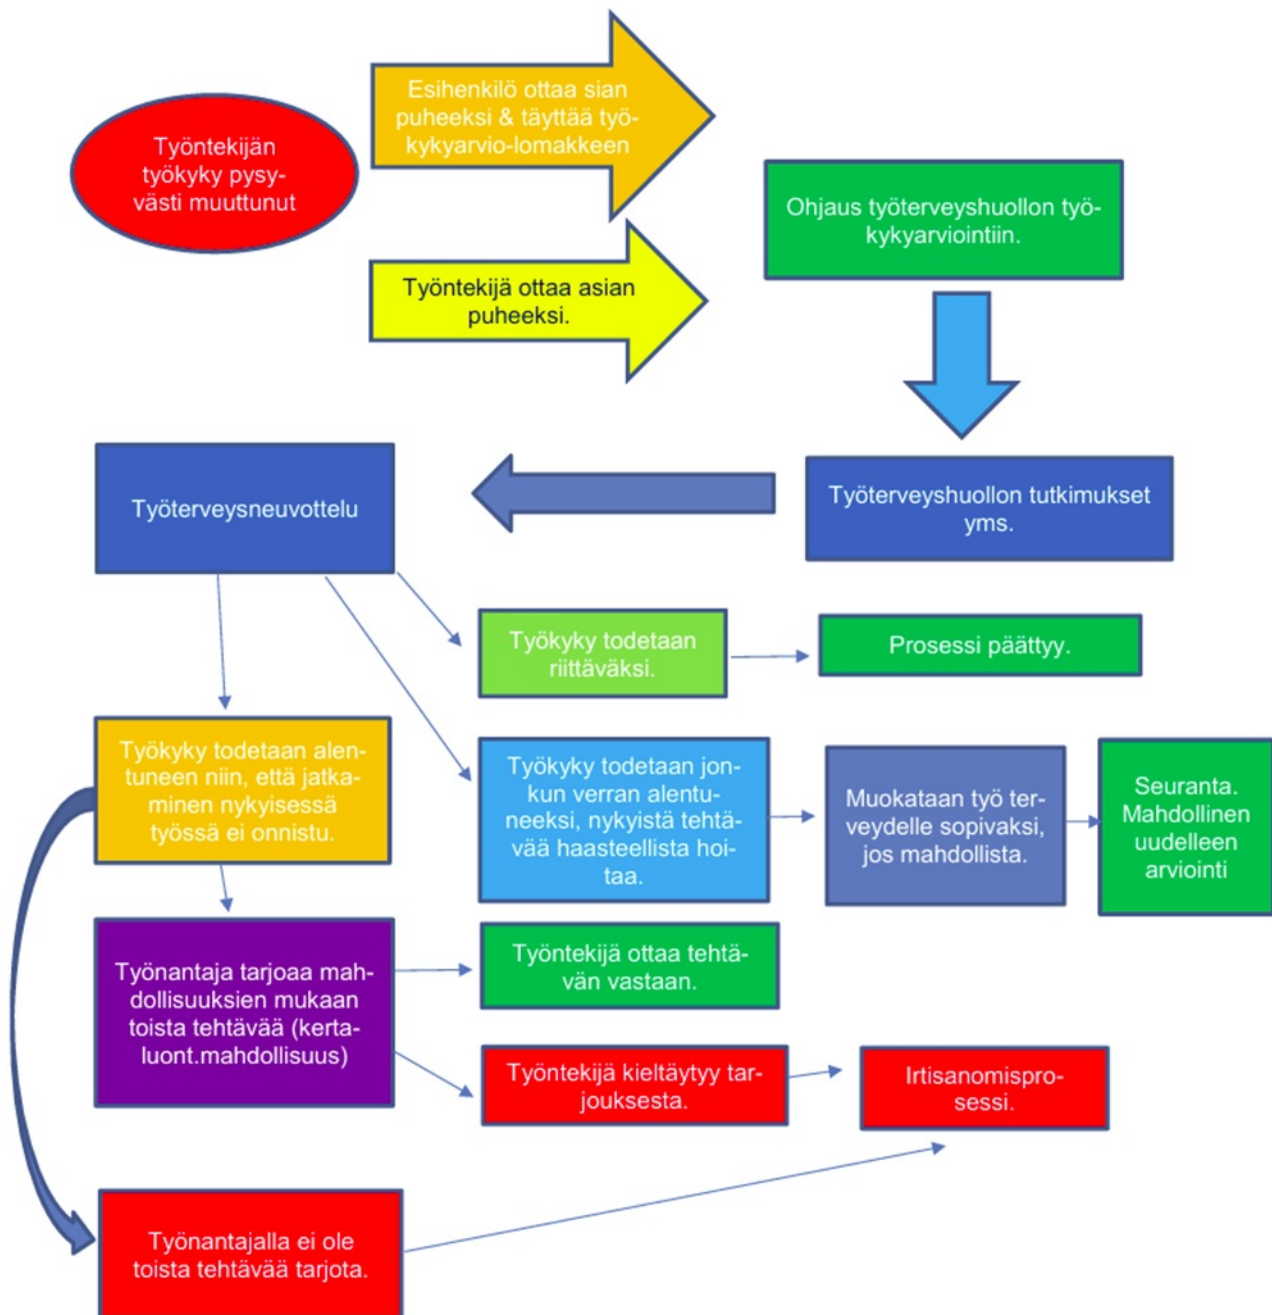 Työntekijän
työkyky pysy-
västi muuttunut
Esihenkilö ottaa sian
puheeksi & täyttää työ-
kykyarvio-lomakkeen
Työntekijä ottaa asian
puheeksi.
Ohjaus työterveyshuollon työ-
kykyarviointiin.
Työterveyshuollon tutkimukset
yms.
Työterveysneuvottelu
Työkyky todetaan
riittäväksi.
Prosessi päättyy.
Työkyky todetaan alen-
tuneen niin, että jatka-
minen nykyisessä
työssä ei onnistu.
Työkyky todetaan jon-
kun verran alentu-
neeksi, nykyistä tehtä-
vää haasteellista hoi-
taa.
Muokataan työ ter-
veydelle sopivaksi,
jos mahdollista.
Seuranta.
Mahdollinen
uudelleen
arviointi
Työnantaja tarjoaa mah-
dollisuuksien mukaan
toista tehtävää (kerta-
luont.mahdollisuus)
Työntekijä ottaa tehtä-
vän vastaan.
Työntekijä kieltäytyy tar-
jouksesta.
Irtisanomispro-
sessi.
Työnantajalla ei ole
toista tehtävää tarjota.